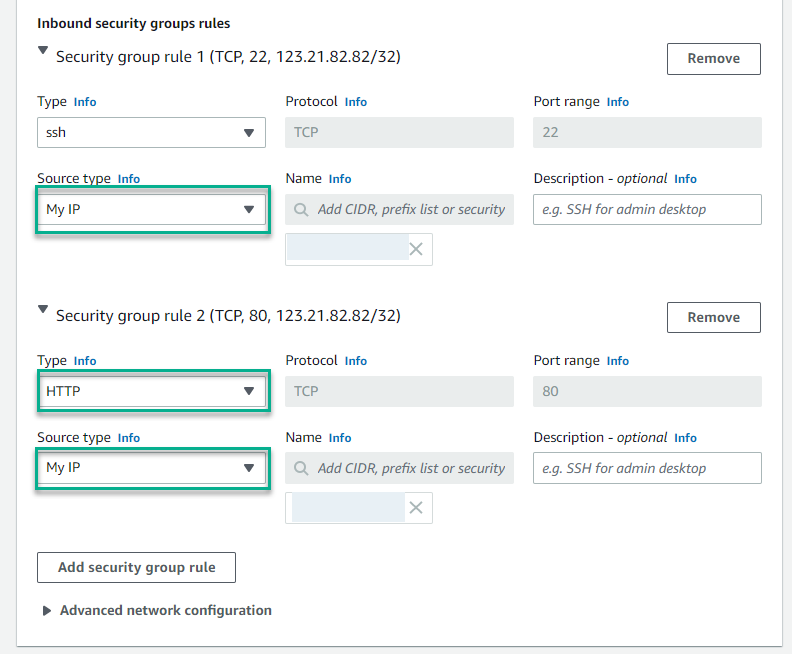 Inbound security groups rules
Security group rule 1 (TCP, 22, 123.21.82.82/32)
Remove
Type Info
Protocol Info
Port range Info
ssh
TCP
22
Source type Info
Name Info
Description - optional Info
My IP
Add CIDR, prefix list or security
e.g. SSH for admin desktop
Security group rule 2 (TCP, 80, 123.21.82.82/32)
Remove
Type Info
Protocol Info
Port range Info
HTTP
TCP
80
Source type Info
Name Info
Description - optional Info
My IP
Add CIDR, prefix list or security
e.g. SSH for admin desktop
Add security group rule
Advanced network configuration